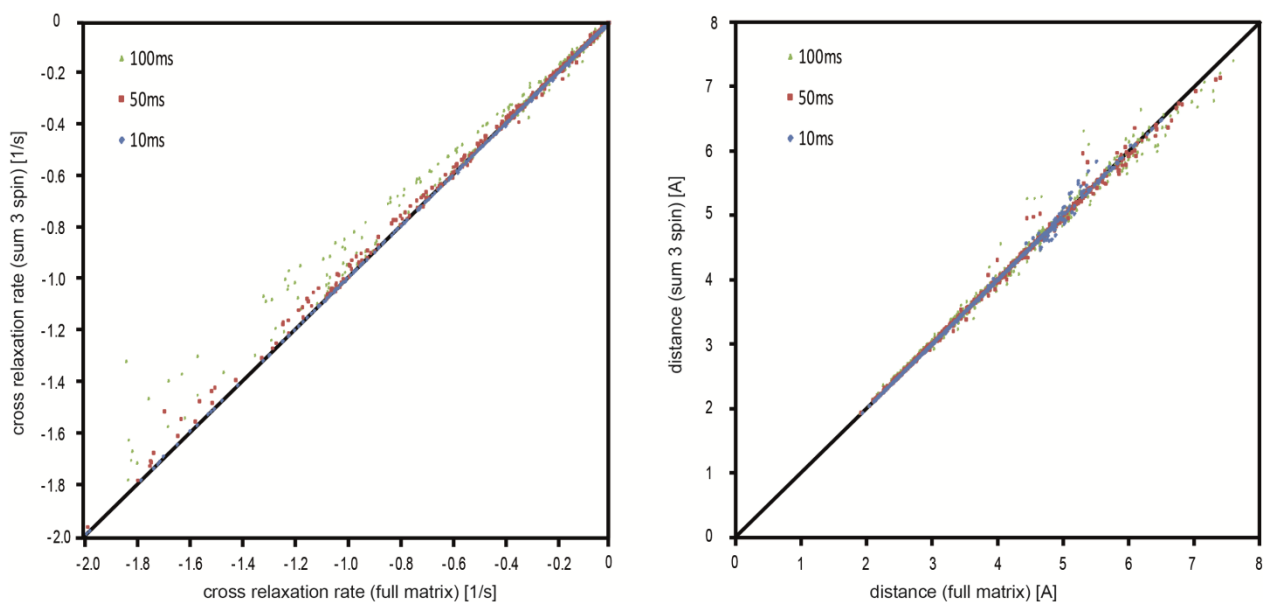 0
-0.2
-0.4
-0.6
-0.8
-1.0
-1.2
-1.4
-1.6
-1.8
-2.0
cross relaxation rate (sum 3 spin) [1/s]
100ms
50ms
10ms
-2.0 -1.8 -1.6 -1.4 -1.2 -1.0 -0.8 -0.6 -0.4 -0.2 0
cross relaxation rate (full matrix) [1/s]
8
7
6
5
4
3
2
1
0
distance (sum 3 spin) [A]
100ms
50ms
10ms
0 1 2 3 4 5 6 7 8
distance (full matrix) [A]